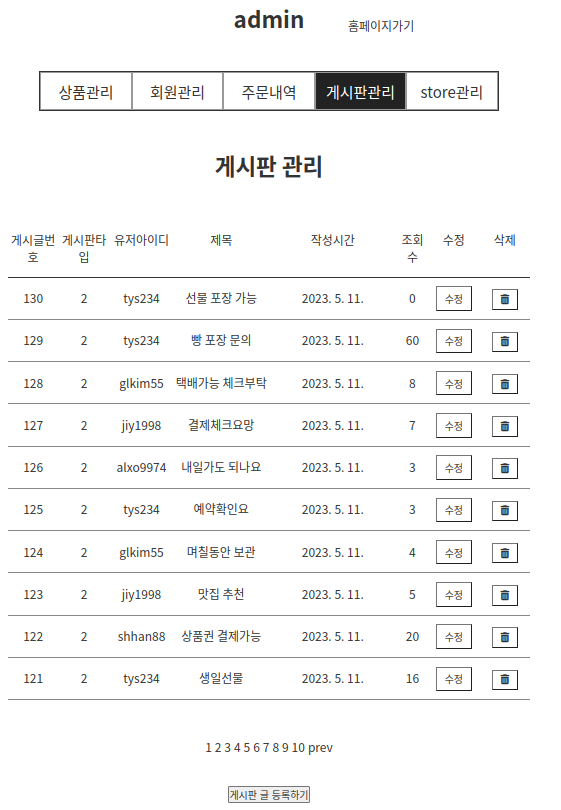 admin 홈페이지가기
상품관리 회원관리 주문내역 게시판관리 store관리
게시판 관리
게시글번호 게시판타입 유저아이디 제목 작성시간 조회수 수정 삭제
130 2 tys234 선물 포장 가능 2023. 5. 11. 0 수정
129 2 tys234 빵 포장 문의 2023. 5. 11. 60 수정
128 2 glkim55 택배가능 체크부탁 2023. 5. 11. 8 수정
127 2 jiy1998 결제체크요망 2023. 5. 11. 7 수정
126 2 alxo9974 내일가도 되나요 2023. 5. 11. 3 수정
125 2 tys234 예약확인요 2023. 5. 11. 3 수정
124 2 glkim55 며칠동안 보관 2023. 5. 11. 4 수정
123 2 jiy1998 맛집 추천 2023. 5. 11. 5 수정
122 2 shhan88 상품권 결제가능 2023. 5. 11. 20 수정
121 2 tys234 생일선물 2023. 5. 11. 16 수정
1 2 3 4 5 6 7 8 9 10 prev
게시판 글 등록하기